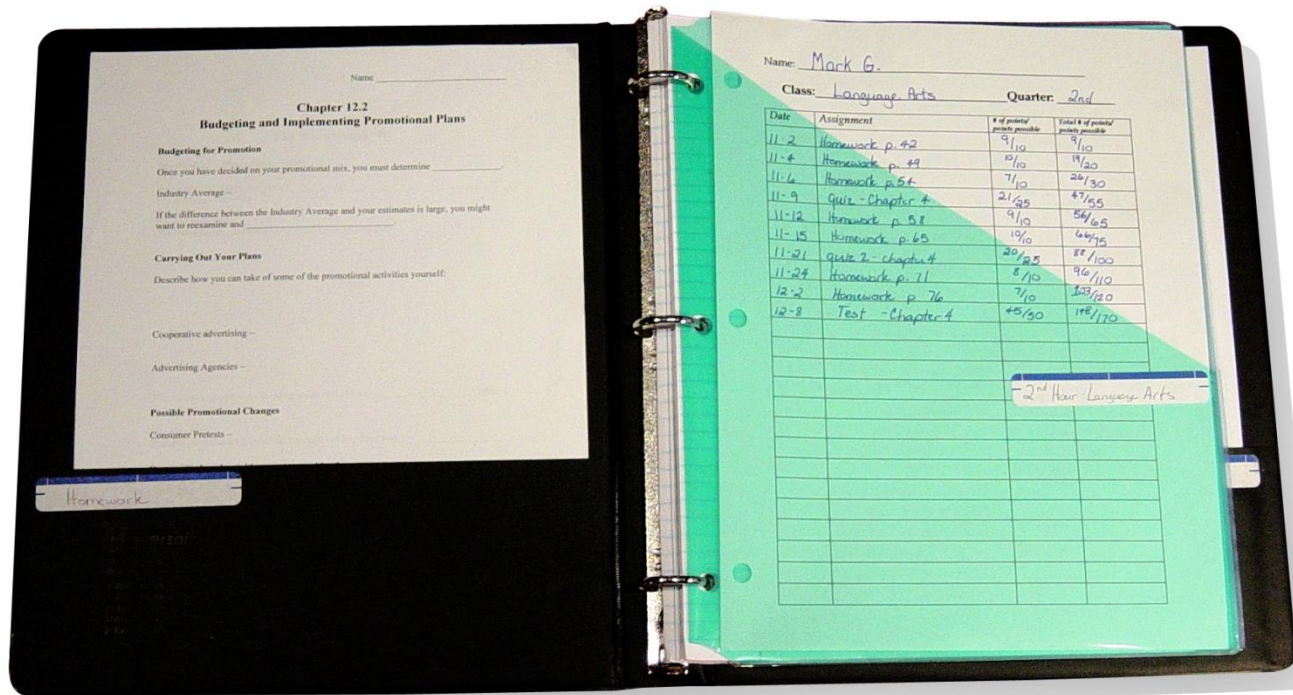 Name
Chapter 12.2
Budgeting and Implementing Promotional Plans
Budgeting for Promotion
Once you have decided on your promotional mix, you must determine .
Industry Average –
If the difference between the Industry Average and your estimates is large, you might
want to reexamine and
Carrying Out Your Plans
Describe how you can take of some of the promotional activities yourself:
Cooperative advertising –
Advertising Agencies –
Possible Promotional Changes
Consumer Pretests –
Homework
Name: Mark G.
Class: Language Arts Quarter: 2nd
Date Assignment # of points/ points possible Total # of points/ points possible
11-2 Homework p. 42 9/10 9/10
11-4 Homework p. 49 10/10 19/20
11-6 Homework p. 54 7/10 26/30
11-9 Quiz - Chapter 4 21/25 47/55
11-12 Homework p. 58 9/10 56/65
11-15 Homework p. 65 10/10 66/75
11-21 quiz 2 - chapter 4 20/25 /100
11-24 Homework p. 71 8/10 96/110
12-2 Homework p. 76 7/10 103/120
12-8 Test - Chapter 4 45/50 148/170
2nd Hour - Language Arts